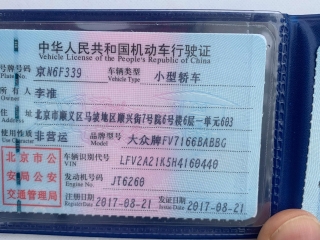 中华人民共和国机动车行驶证
Vehicle License of the People's Republic of China
号牌号码 京N6F339 车辆类型 小型轿车
Plate No. Vehicle Type
所有人 李准
Owner
住址 北京市顺义区马坡地区顺兴街7号院6号楼6层一单元603
Address
使用性质 非营运 品牌型号 大众牌FV7166BABBG
Use Character Model
北京市公安局公安交通管理局
车辆识别代号 LFV2A21K5H4160440
VIN
发动机号码 JT6260
Engine No.
注册日期 2017-08-21 发证日期 2017-08-21
Register Date Issue Date